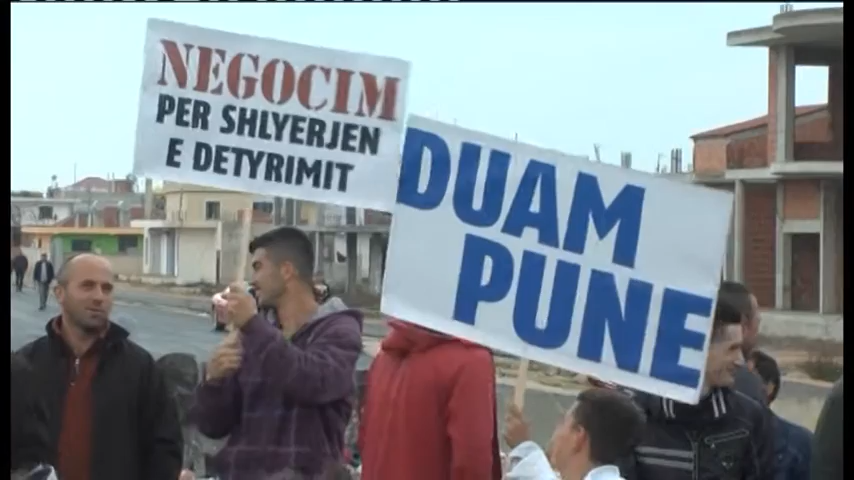 NEGOCIM
PER SHLYERJEN
E DETYRIMIT
DUAM
PUNE